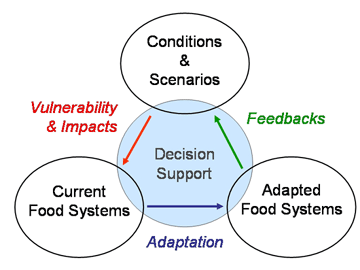 Conditions
&
Scenarios
Vulnerability
& Impacts
Feedbacks
Decision
Support
Current
Food Systems
Adapted
Food Systems
Adaptation